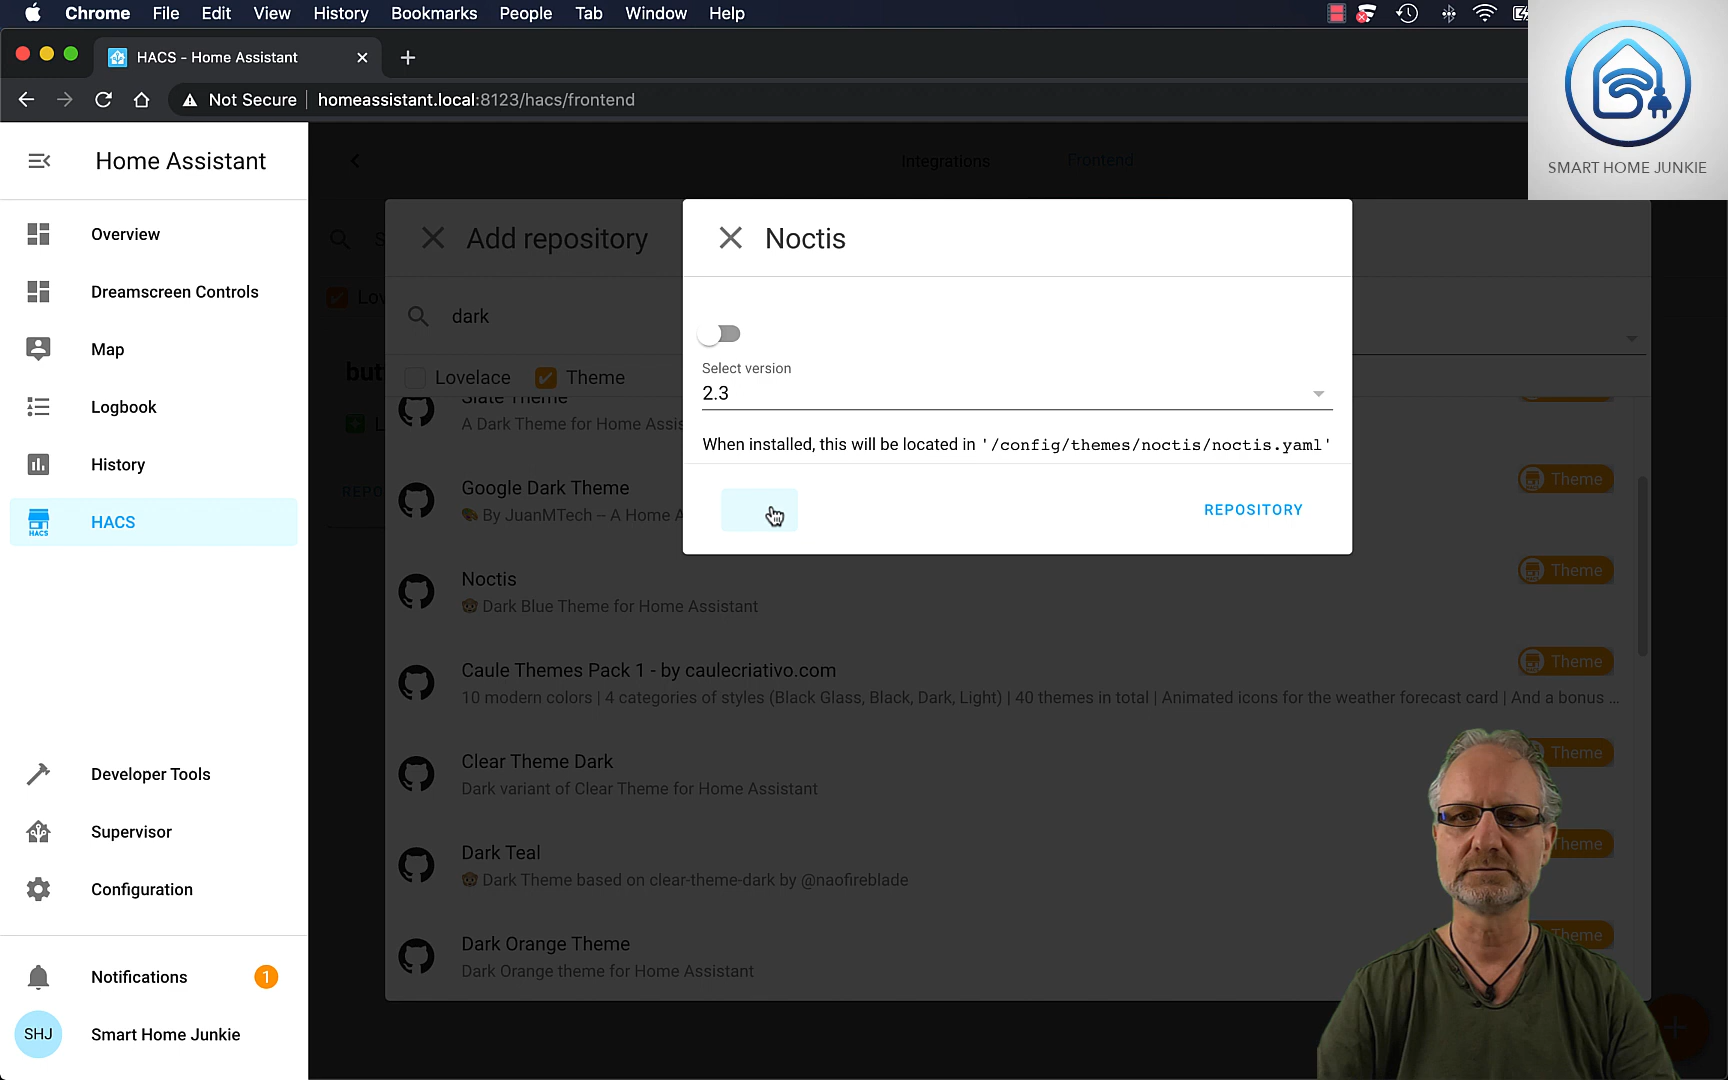 Chrome File Edit View History Bookmarks People Tab Window Help
HACS - Home Assistant
Not Secure homeassistant.local:8123/hacs/frontend
SMART HOME JUNKIE
Home Assistant
Overview
Dreamscreen Controls
Map
Logbook
History
HACS
HACS
Developer Tools
Supervisor
Configuration
Notifications 1
SHJ Smart Home Junkie
Integrations Frontend
Add repository
dark
Lovelace Theme
Slate Theme
A Dark Theme for Home Assis
Google Dark Theme
By JuanMTech – A Home A
Theme
Noctis
Dark Blue Theme for Home Assistant
Theme
Caule Themes Pack 1 - by caulecriativo.com
10 modern colors | 4 categories of styles (Black Glass, Black, Dark, Light) | 40 themes in total | Animated icons for the weather forecast card | And a bonus ...
Theme
Clear Theme Dark
Dark variant of Clear Theme for Home Assistant
Theme
Dark Teal
Dark Theme based on clear-theme-dark by @naofireblade
Theme
Dark Orange Theme
Dark Orange theme for Home Assistant
Theme
Noctis
Select version
2.3
When installed, this will be located in '/config/themes/noctis/noctis.yaml'
REPOSITORY